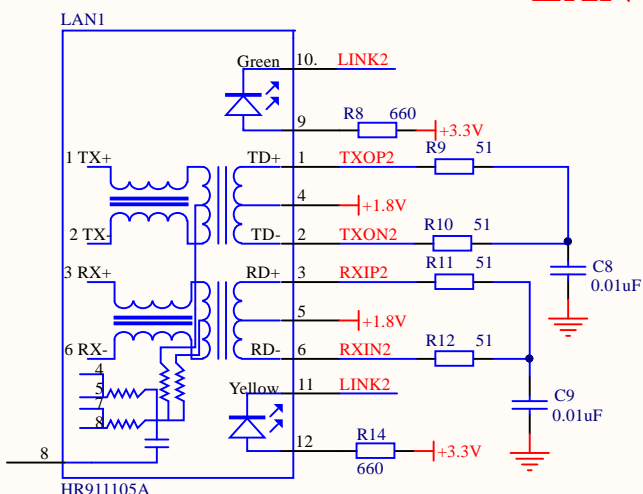 LAN1
Green 10. LINK2
9 R8 660 +3.3V
1 TX+ TD+ 1 TXOP2 R9 51
4 +1.8V
2 TX- TD- 2 TXON2 R10 51
3 RX+ RD+ 3 RXIP2 R11 51
C8
0.01uF
5 +1.8V
6 RX- RD- 6 RXIN2 R12 51
4
5
7
8
Yellow 11 LINK2
C9
0.01uF
12 R14 +3.3V
660
8
HR911105A